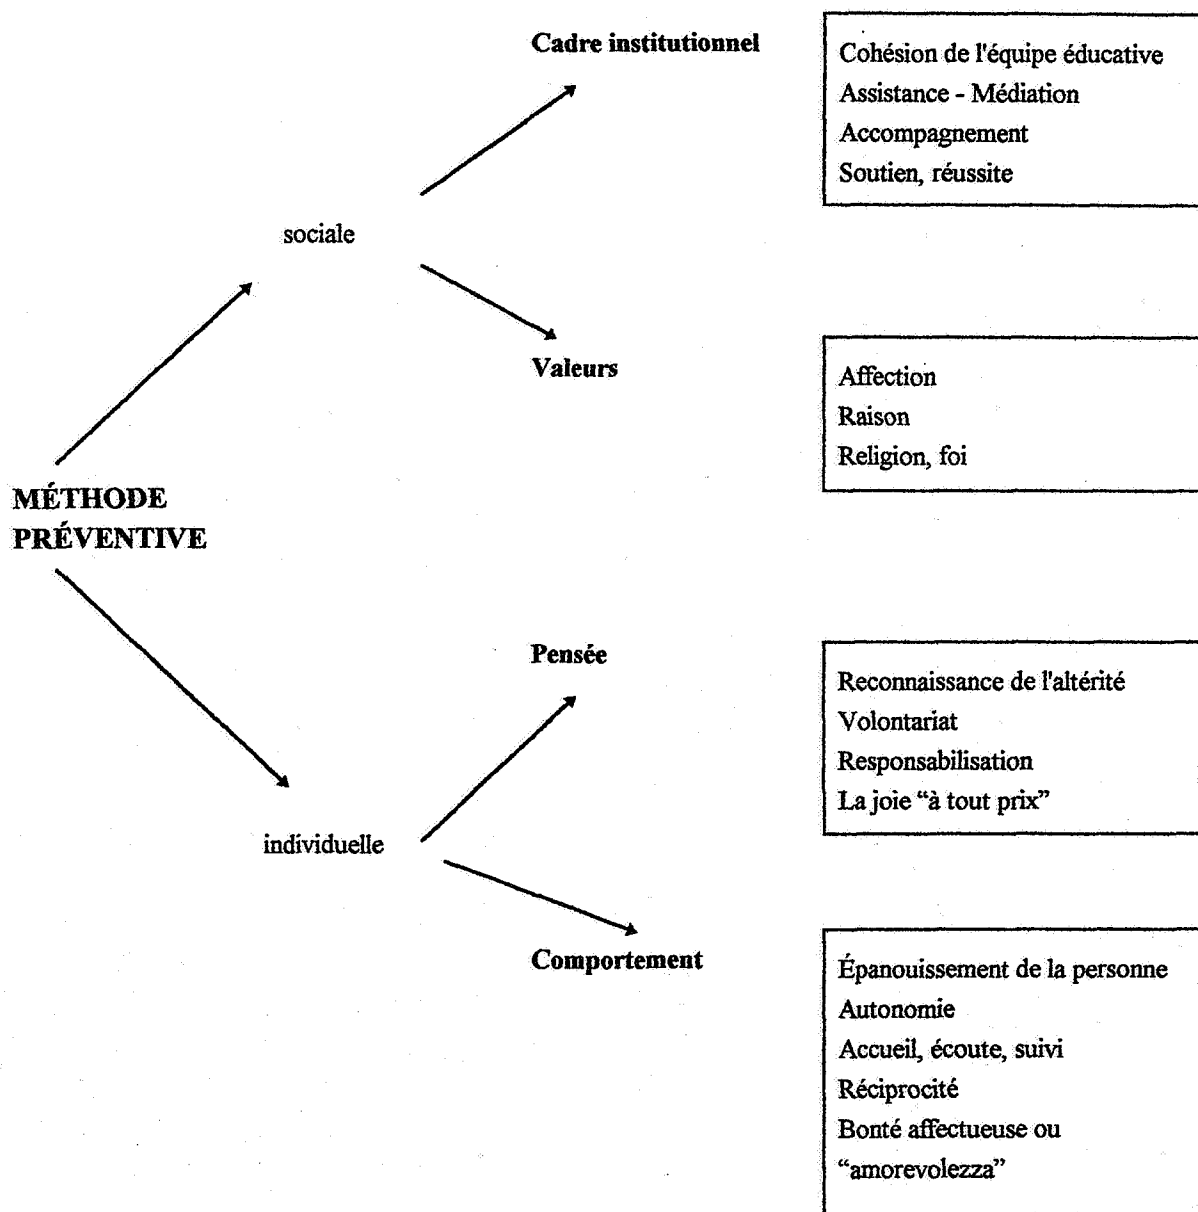 Cadre institutionnel
Cohésion de l'équipe éducative
Assistance - Médiation
Accompagnement
Soutien, réussite
sociale
Valeurs
Affection
Raison
Religion, foi
MÉTHODE
PRÉVENTIVE
Pensée
Reconnaissance de l'altérité
Volontariat
Responsabilisation
La joie “à tout prix”
individuelle
Comportement
Épanouissement de la personne
Autonomie
Accueil, écoute, suivi
Réciprocité
Bonté affectueuse ou
“amorevolezza”